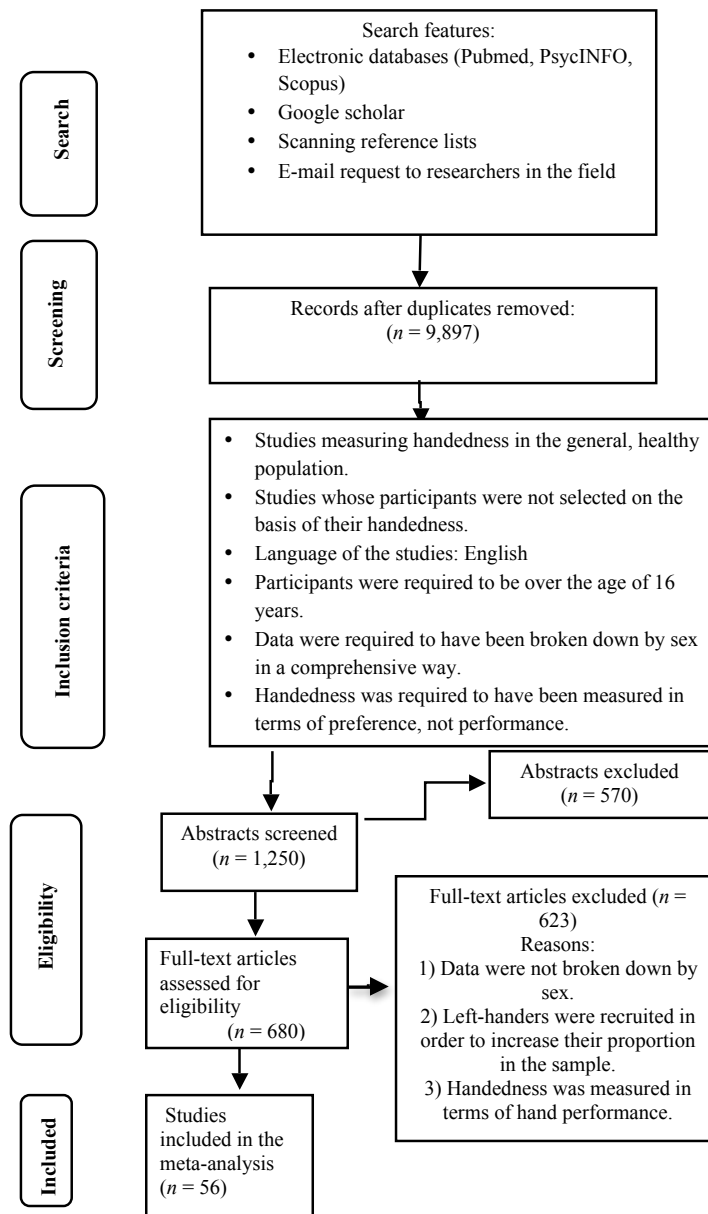 Search
Search features:
• Electronic databases (Pubmed, PsycINFO,
Scopus)
• Google scholar
• Scanning reference lists
• E-mail request to researchers in the field
Screening
Records after duplicates removed:
(n = 9,897)
Inclusion criteria
• Studies measuring handedness in the general, healthy
population.
• Studies whose participants were not selected on the
basis of their handedness.
• Language of the studies: English
• Participants were required to be over the age of 16
years.
• Data were required to have been broken down by sex
in a comprehensive way.
• Handedness was required to have been measured in
terms of preference, not performance.
Eligibility
Abstracts screened
(n = 1,250)
Abstracts excluded
(n = 570)
Full-text articles
assessed for
eligibility
(n = 680)
Full-text articles excluded (n =
623)
Reasons:
1) Data were not broken down by
sex.
2) Left-handers were recruited in
order to increase their proportion
in the sample.
3) Handedness was measured in
terms of hand performance.
Included
Studies
included in the
meta-analysis
(n = 56)